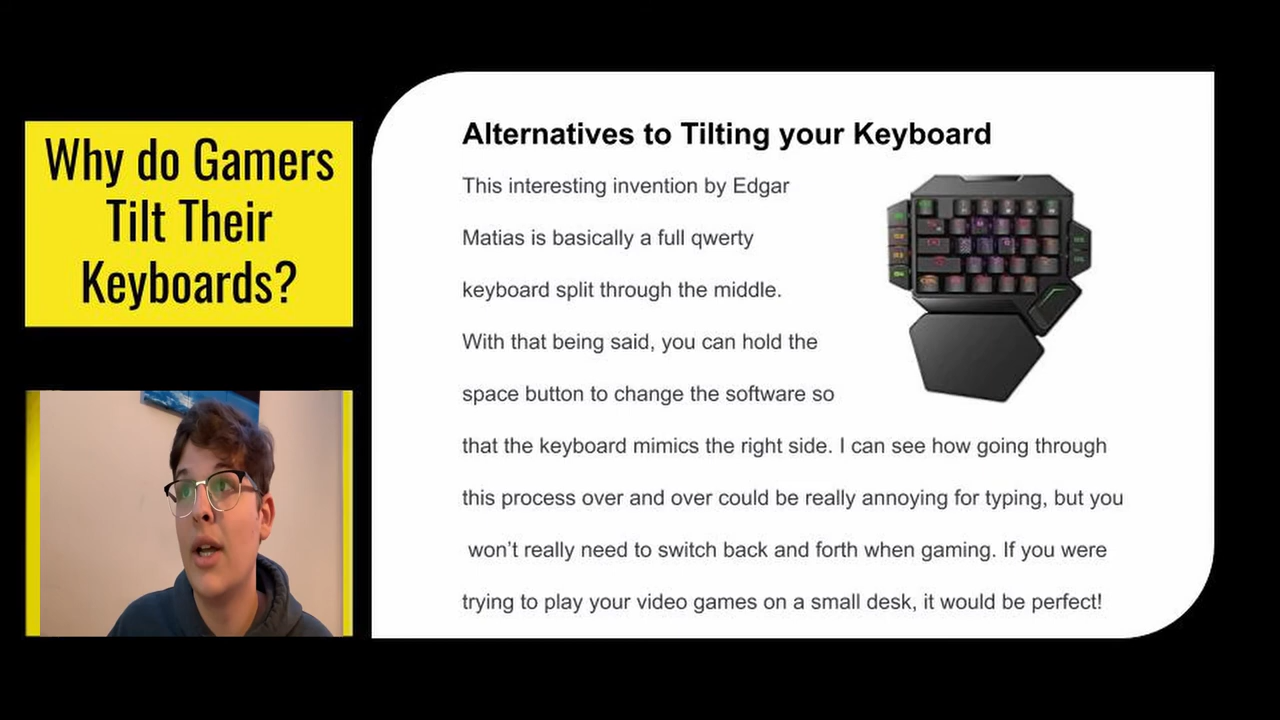 Why do Gamers
Tilt Their
Keyboards?
Alternatives to Tilting your Keyboard
This interesting invention by Edgar
Matias is basically a full qwerty
keyboard split through the middle.
With that being said, you can hold the
space button to change the software so
that the keyboard mimics the right side. I can see how going through
this process over and over could be really annoying for typing, but you
won’t really need to switch back and forth when gaming. If you were
trying to play your video games on a small desk, it would be perfect!